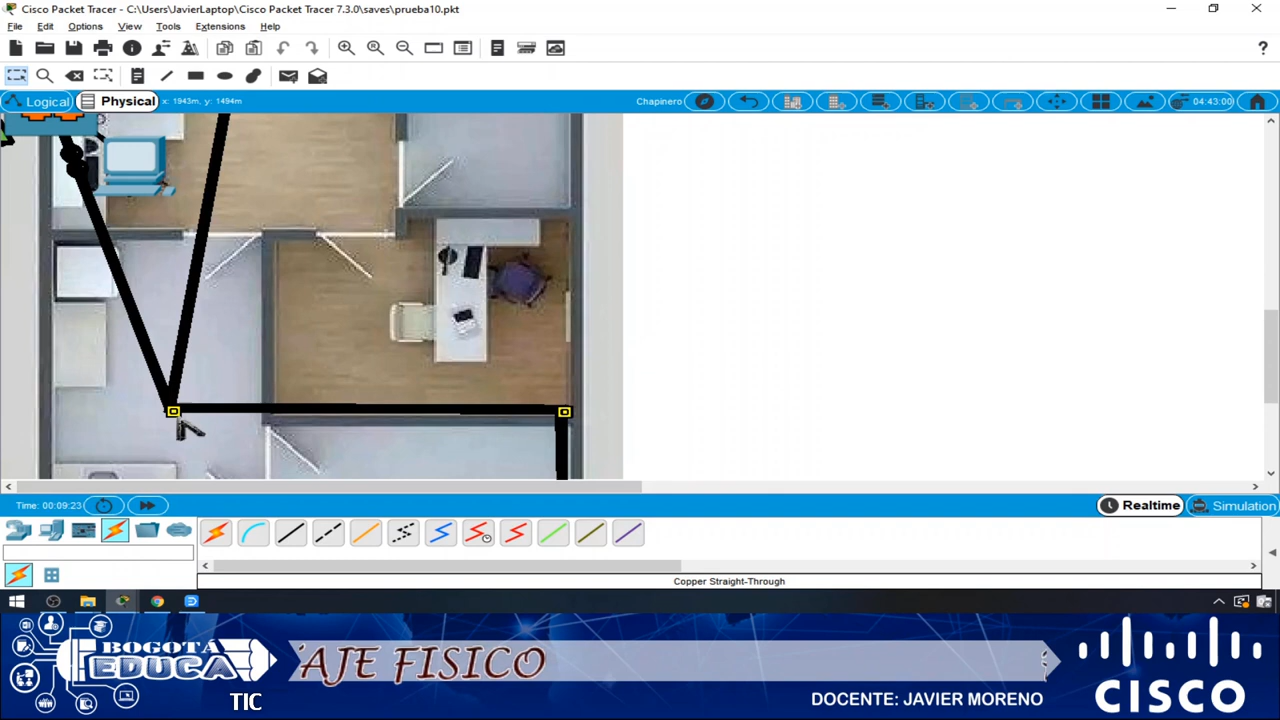 Cisco Packet Tracer - C:\Users\JavierLaptop\Cisco Packet Tracer 7.3.0\saves\prueba10.pkt
File Edit Options View Tools Extensions Help
Logical Physical x: 1943m, y: 1494m Chapinero 04:43:00
Time: 00:09:23 Realtime Simulation
Copper Straight-Through
BOGOTÁ
EDUCA
TIC
AJE FISICO
DOCENTE: JAVIER MORENO
CISCO